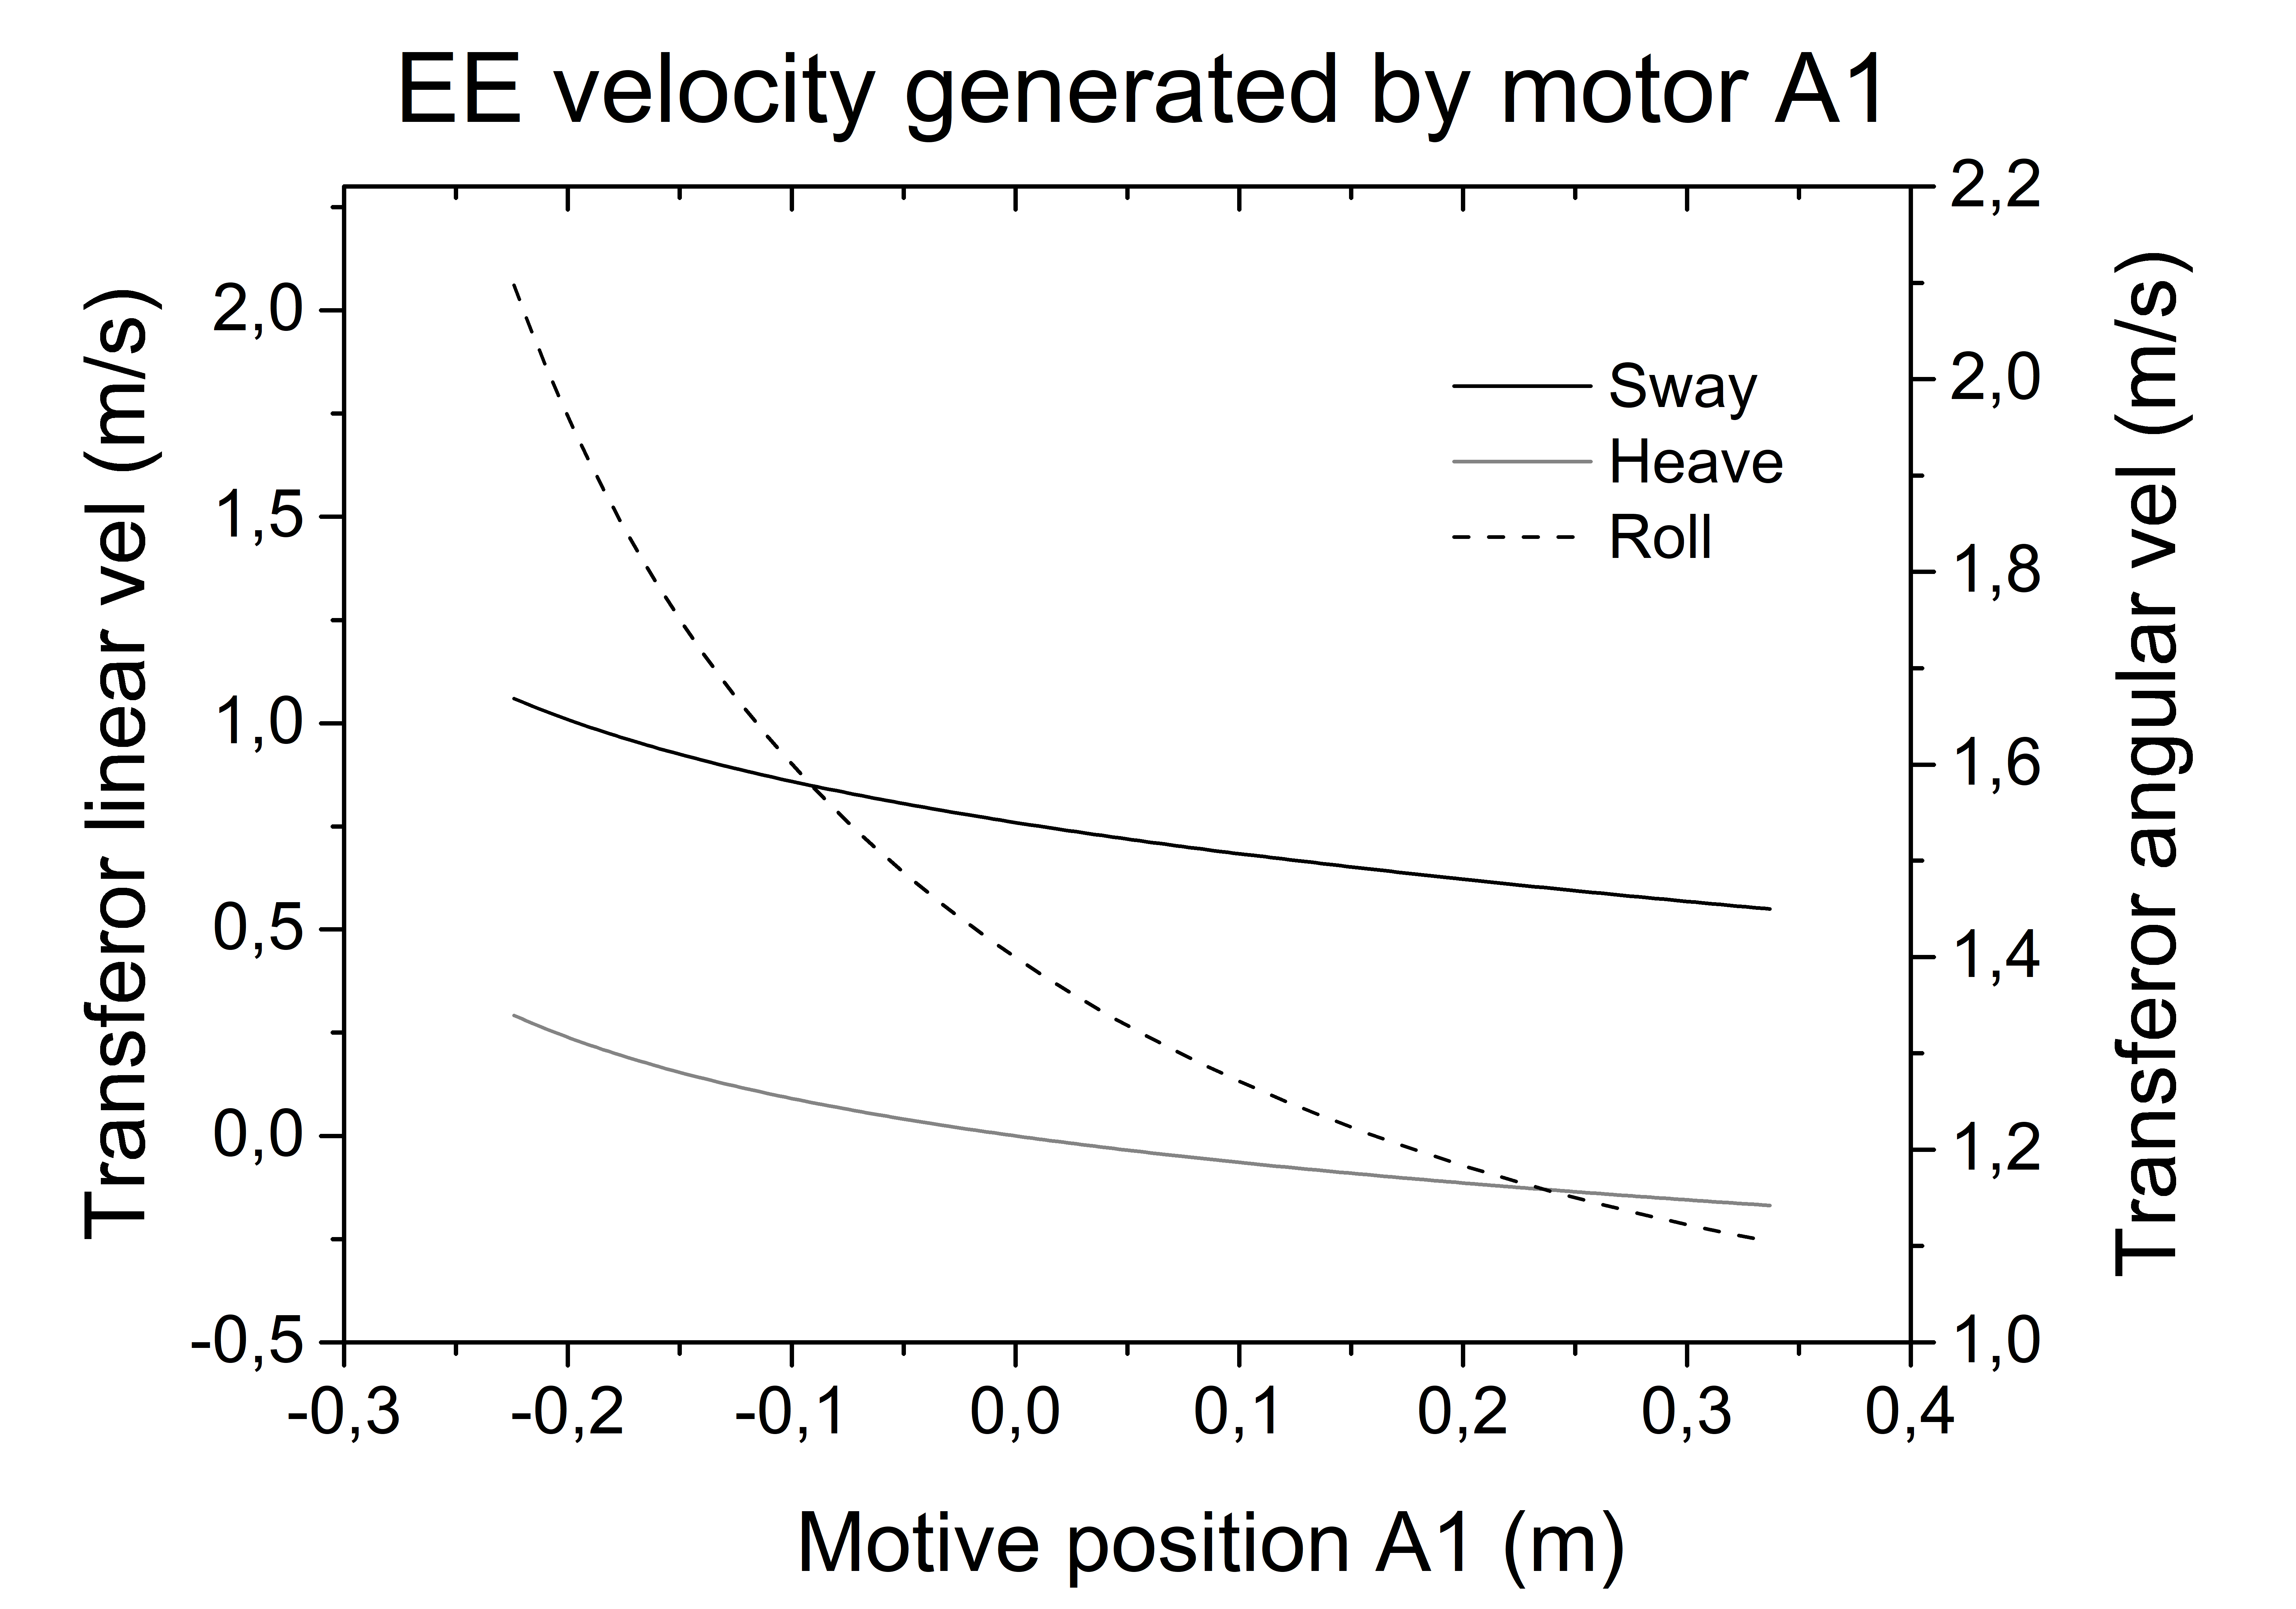 EE velocity generated by motor A1
Transferor linear vel (m/s)
2,0
1,5
1,0
0,5
0,0
-0,5
Sway
Heave
Roll
2,2
2,0
1,8
1,6
1,4
1,2
1,0
Transferor angular vel (m/s)
-0,3 -0,2 -0,1 0,0 0,1 0,2 0,3 0,4
Motive position A1 (m)